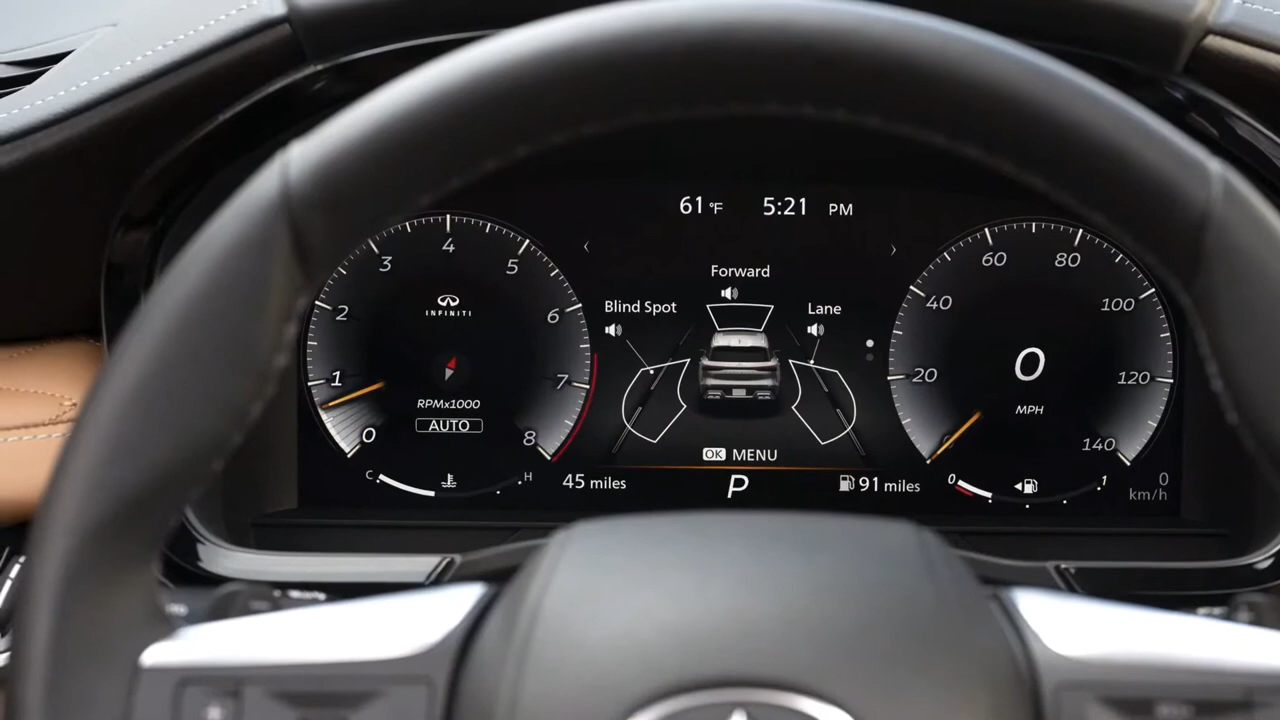 61 °F 5:21 PM
Forward
Blind Spot
Lane
4
3
5
2
6
1
7
0
8
INFINITI
RPMx1000
AUTO
C
H
60
80
40
100
20
120
140
0
MPH
OK MENU
45 miles
P
91 miles
0
1
0
km/h